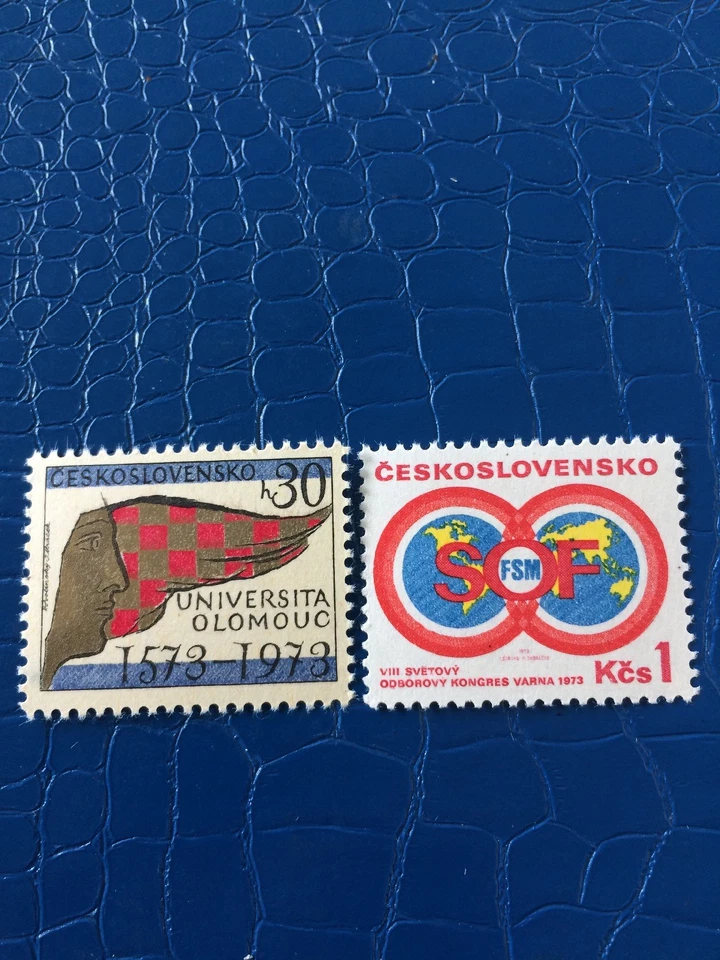 ČESKOSLOVENSKO
h30
UNIVERSITA
OLOMOUC
1573–1973
ČESKOSLOVENSKO
SOF
FSM
VIII SVĚTOVÝ
ODBOROVÝ KONGRES VARNA 1973
Kčs 1